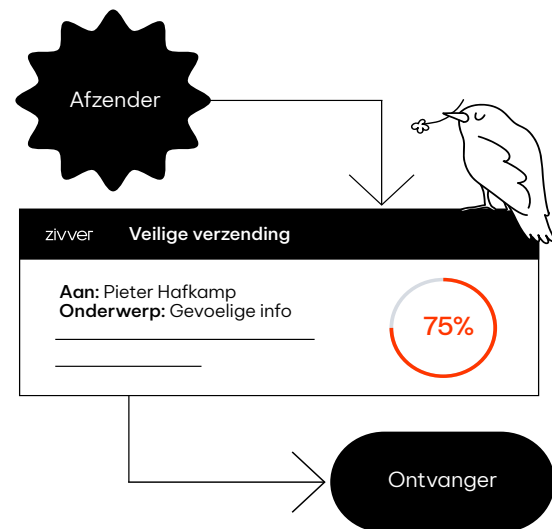 Afzender
zivver Veilige verzending
Aan: Pieter Hafkamp
Onderwerp: Gevoelige info
75%
Ontvanger